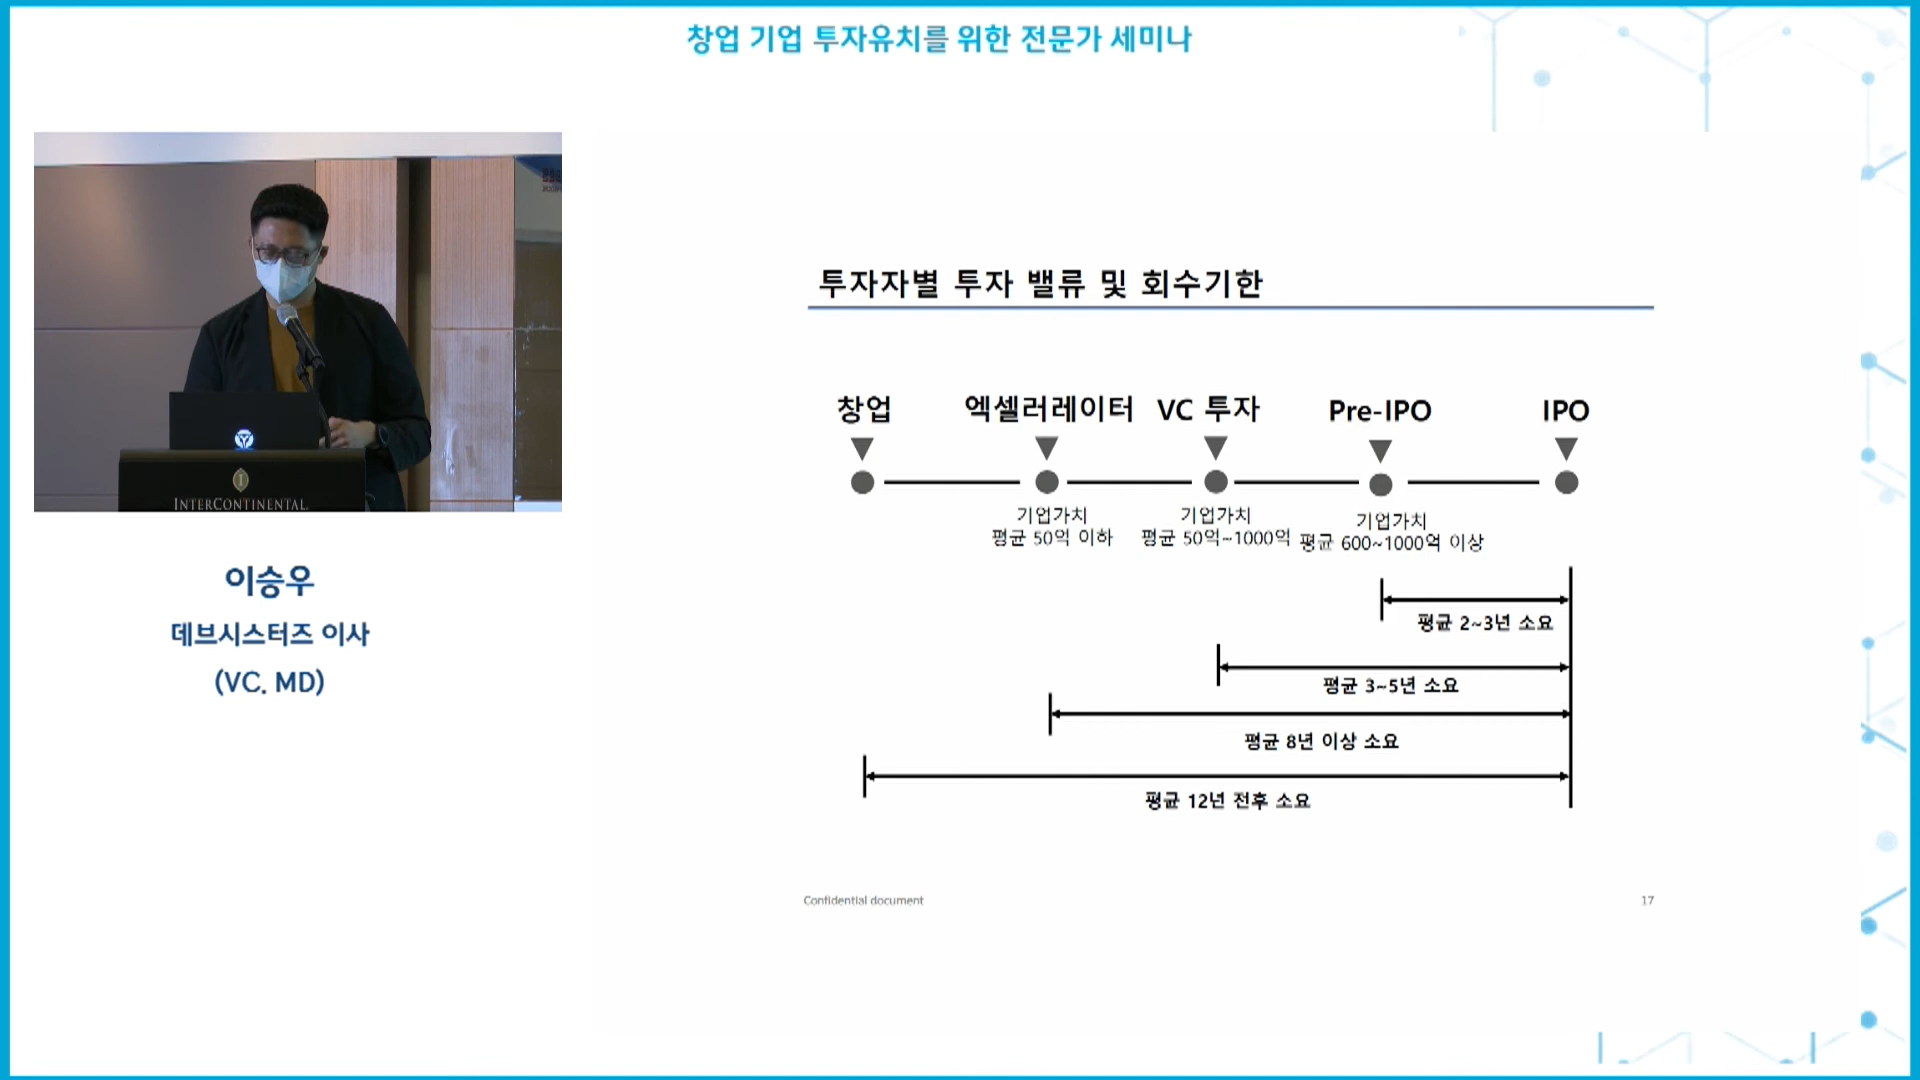 창업 기업 투자유치를 위한 전문가 세미나
INTERCONTINENTAL.
이승우
데브시스터즈 이사
(VC, MD)
투자자별 투자 밸류 및 회수기한
창업 엑셀러레이터 VC 투자 Pre-IPO IPO
기업가치
평균 50억 이하
기업가치
평균 50억~1000억
기업가치
평균 600~1000억 이상
평균 2~3년 소요
평균 3~5년 소요
평균 8년 이상 소요
평균 12년 전후 소요
Confidential document
17